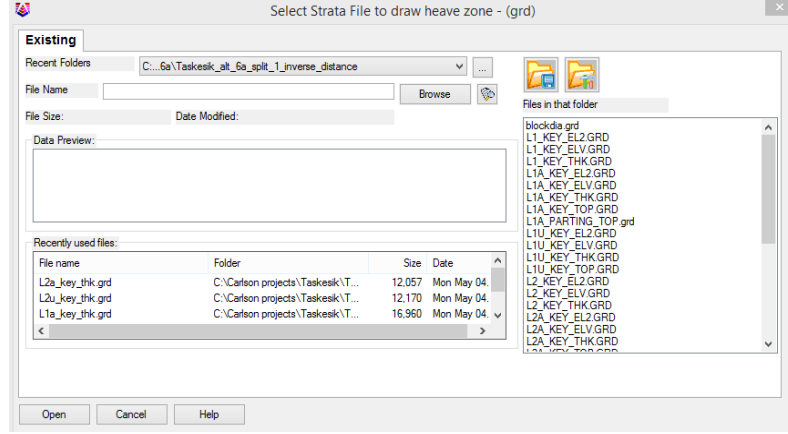 Select Strata File to draw heave zone - (grd)
Existing
Recent Folders
C:...6a\Taskesik_alt_6a_split_1_inverse_distance
...
File Name
Browse
File Size:
Date Modified:
Data Preview:
Recently used files:
File name Folder Size Date
L2a_key_thk.grd C:\Carlson projects\Taskesik\T... 12,057 Mon May 04.
L2u_key_thk.grd C:\Carlson projects\Taskesik\T... 12,170 Mon May 04.
L1a_key_thk.grd C:\Carlson projects\Taskesik\T... 16,960 Mon May 04.
Files in that folder
blockdia.grd
L1_KEY_EL2.GRD
L1_KEY_ELV.GRD
L1_KEY_THK.GRD
L1A_KEY_EL2.GRD
L1A_KEY_ELV.GRD
L1A_KEY_THK.GRD
L1A_KEY_TOP.GRD
L1A_PARTING_TOP.grd
L1U_KEY_EL2.GRD
L1U_KEY_ELV.GRD
L1U_KEY_THK.GRD
L1U_KEY_TOP.GRD
L2_KEY_EL2.GRD
L2_KEY_ELV.GRD
L2_KEY_THK.GRD
L2A_KEY_EL2.GRD
L2A_KEY_ELV.GRD
L2A_KEY_THK.GRD
L2A_KEY_TOP.GRD
Open
Cancel
Help